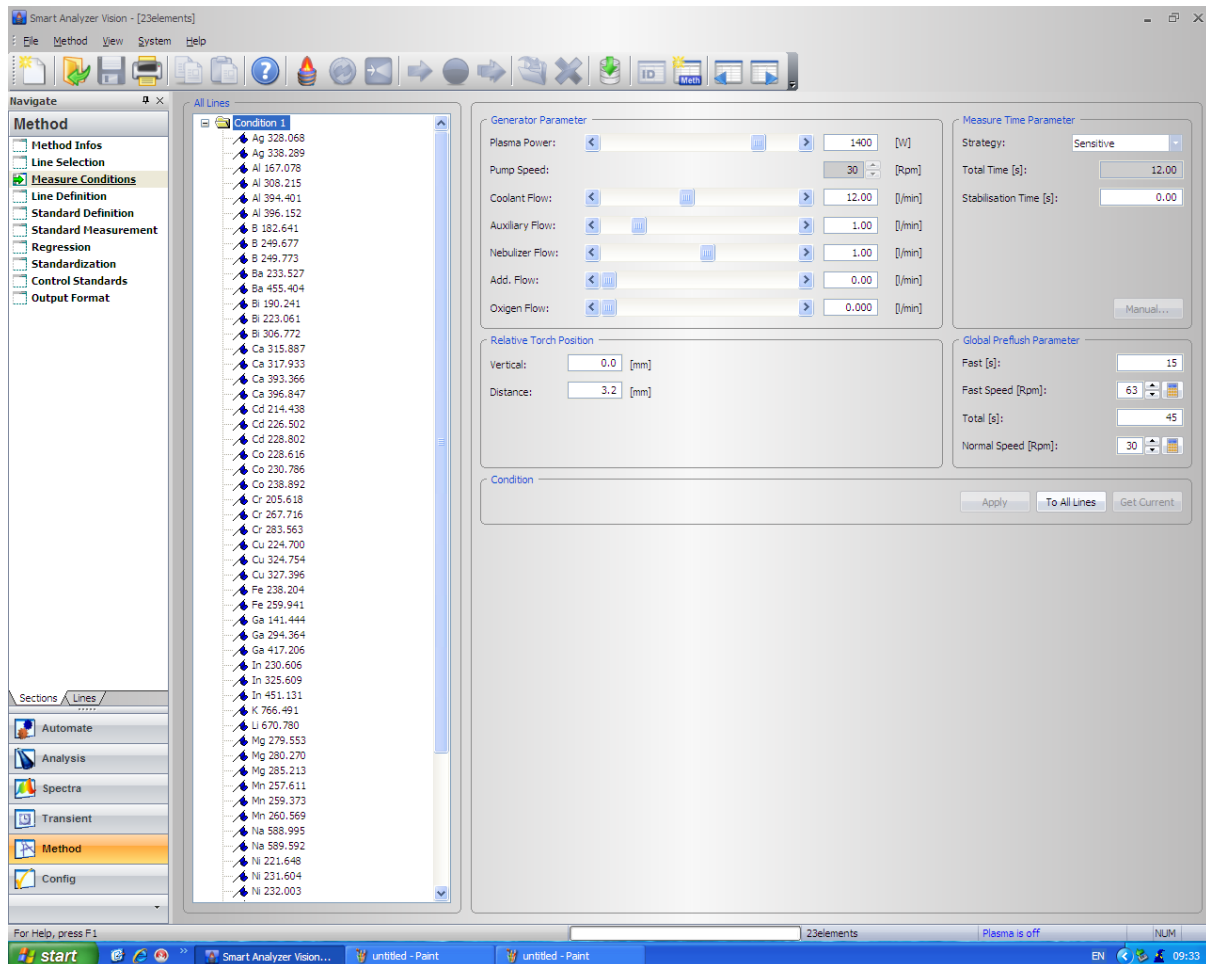 Smart Analyzer Vision - [23elements]
File Method View System Help
ID
Meth
Navigate
Method
Method Infos
Line Selection
Measure Conditions
Line Definition
Standard Definition
Standard Measurement
Regression
Standardization
Control Standards
Output Format
Sections Lines
Automate
Analysis
Spectra
Transient
Method
Config
All Lines
Condition 1
Ag 328.068
Ag 338.289
Al 167.078
Al 308.215
Al 394.401
Al 396.152
B 182.641
B 249.677
B 249.773
Ba 233.527
Ba 455.404
Bi 190.241
Bi 223.061
Bi 306.772
Ca 315.887
Ca 317.933
Ca 393.366
Ca 396.847
Cd 214.438
Cd 226.502
Cd 228.802
Co 228.616
Co 230.786
Co 238.892
Cr 205.618
Cr 267.716
Cr 283.563
Cu 224.700
Cu 324.754
Cu 327.396
Fe 238.204
Fe 259.941
Ga 141.444
Ga 294.364
Ga 417.206
In 230.606
In 325.609
In 451.131
K 766.491
Li 670.780
Mg 279.553
Mg 280.270
Mg 285.213
Mn 257.611
Mn 259.373
Mn 260.569
Na 588.995
Na 589.592
Ni 221.648
Ni 231.604
Ni 232.003
Generator Parameter
Plasma Power: 1400 [W]
Pump Speed: 30 [Rpm]
Coolant Flow: 12.00 [l/min]
Auxiliary Flow: 1.00 [l/min]
Nebulizer Flow: 1.00 [l/min]
Add. Flow: 0.00 [l/min]
Oxigen Flow: 0.000 [l/min]
Measure Time Parameter
Strategy: Sensitive
Total Time [s]: 12.00
Stabilisation Time [s]: 0.00
Manual...
Relative Torch Position
Vertical: 0.0 [mm]
Distance: 3.2 [mm]
Global Preflush Parameter
Fast [s]: 15
Fast Speed [Rpm]: 63
Total [s]: 45
Normal Speed [Rpm]: 30
Condition
Apply To All Lines Get Current
For Help, press F1 23elements Plasma is off NUM
start Smart Analyzer Vision... untitled - Paint untitled - Paint EN 09:33